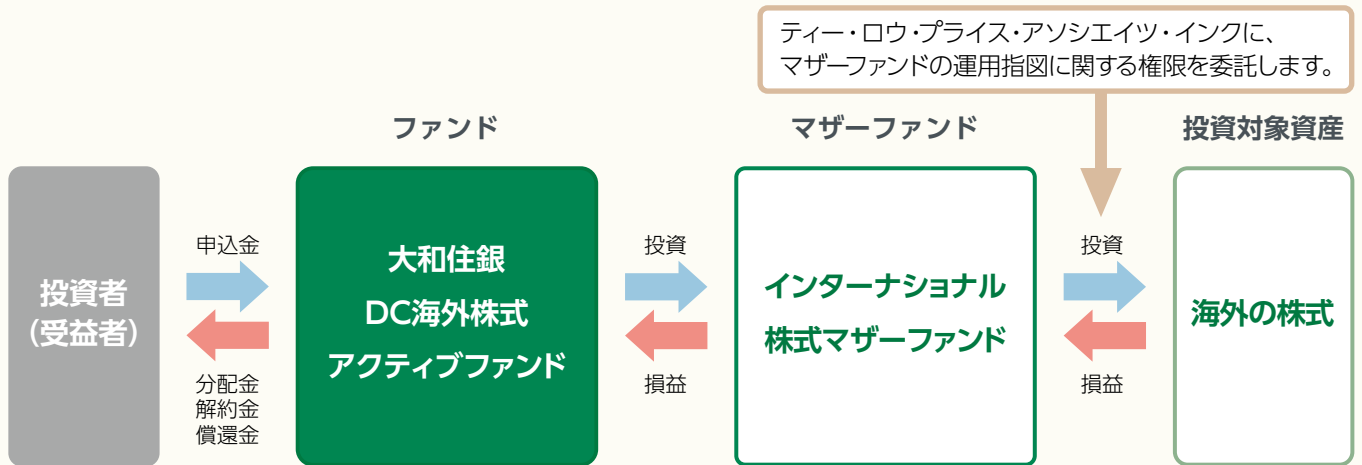 ティー・ロウ・プライス・アソシエイツ・インクに、
マザーファンドの運用指図に関する権限を委託します。
ファンド
マザーファンド
投資対象資産
投資者
(受益者)
申込金
分配金
解約金
償還金
大和住銀
DC海外株式
アクティブファンド
投資
損益
インターナショナル
株式マザーファンド
投資
損益
海外の株式